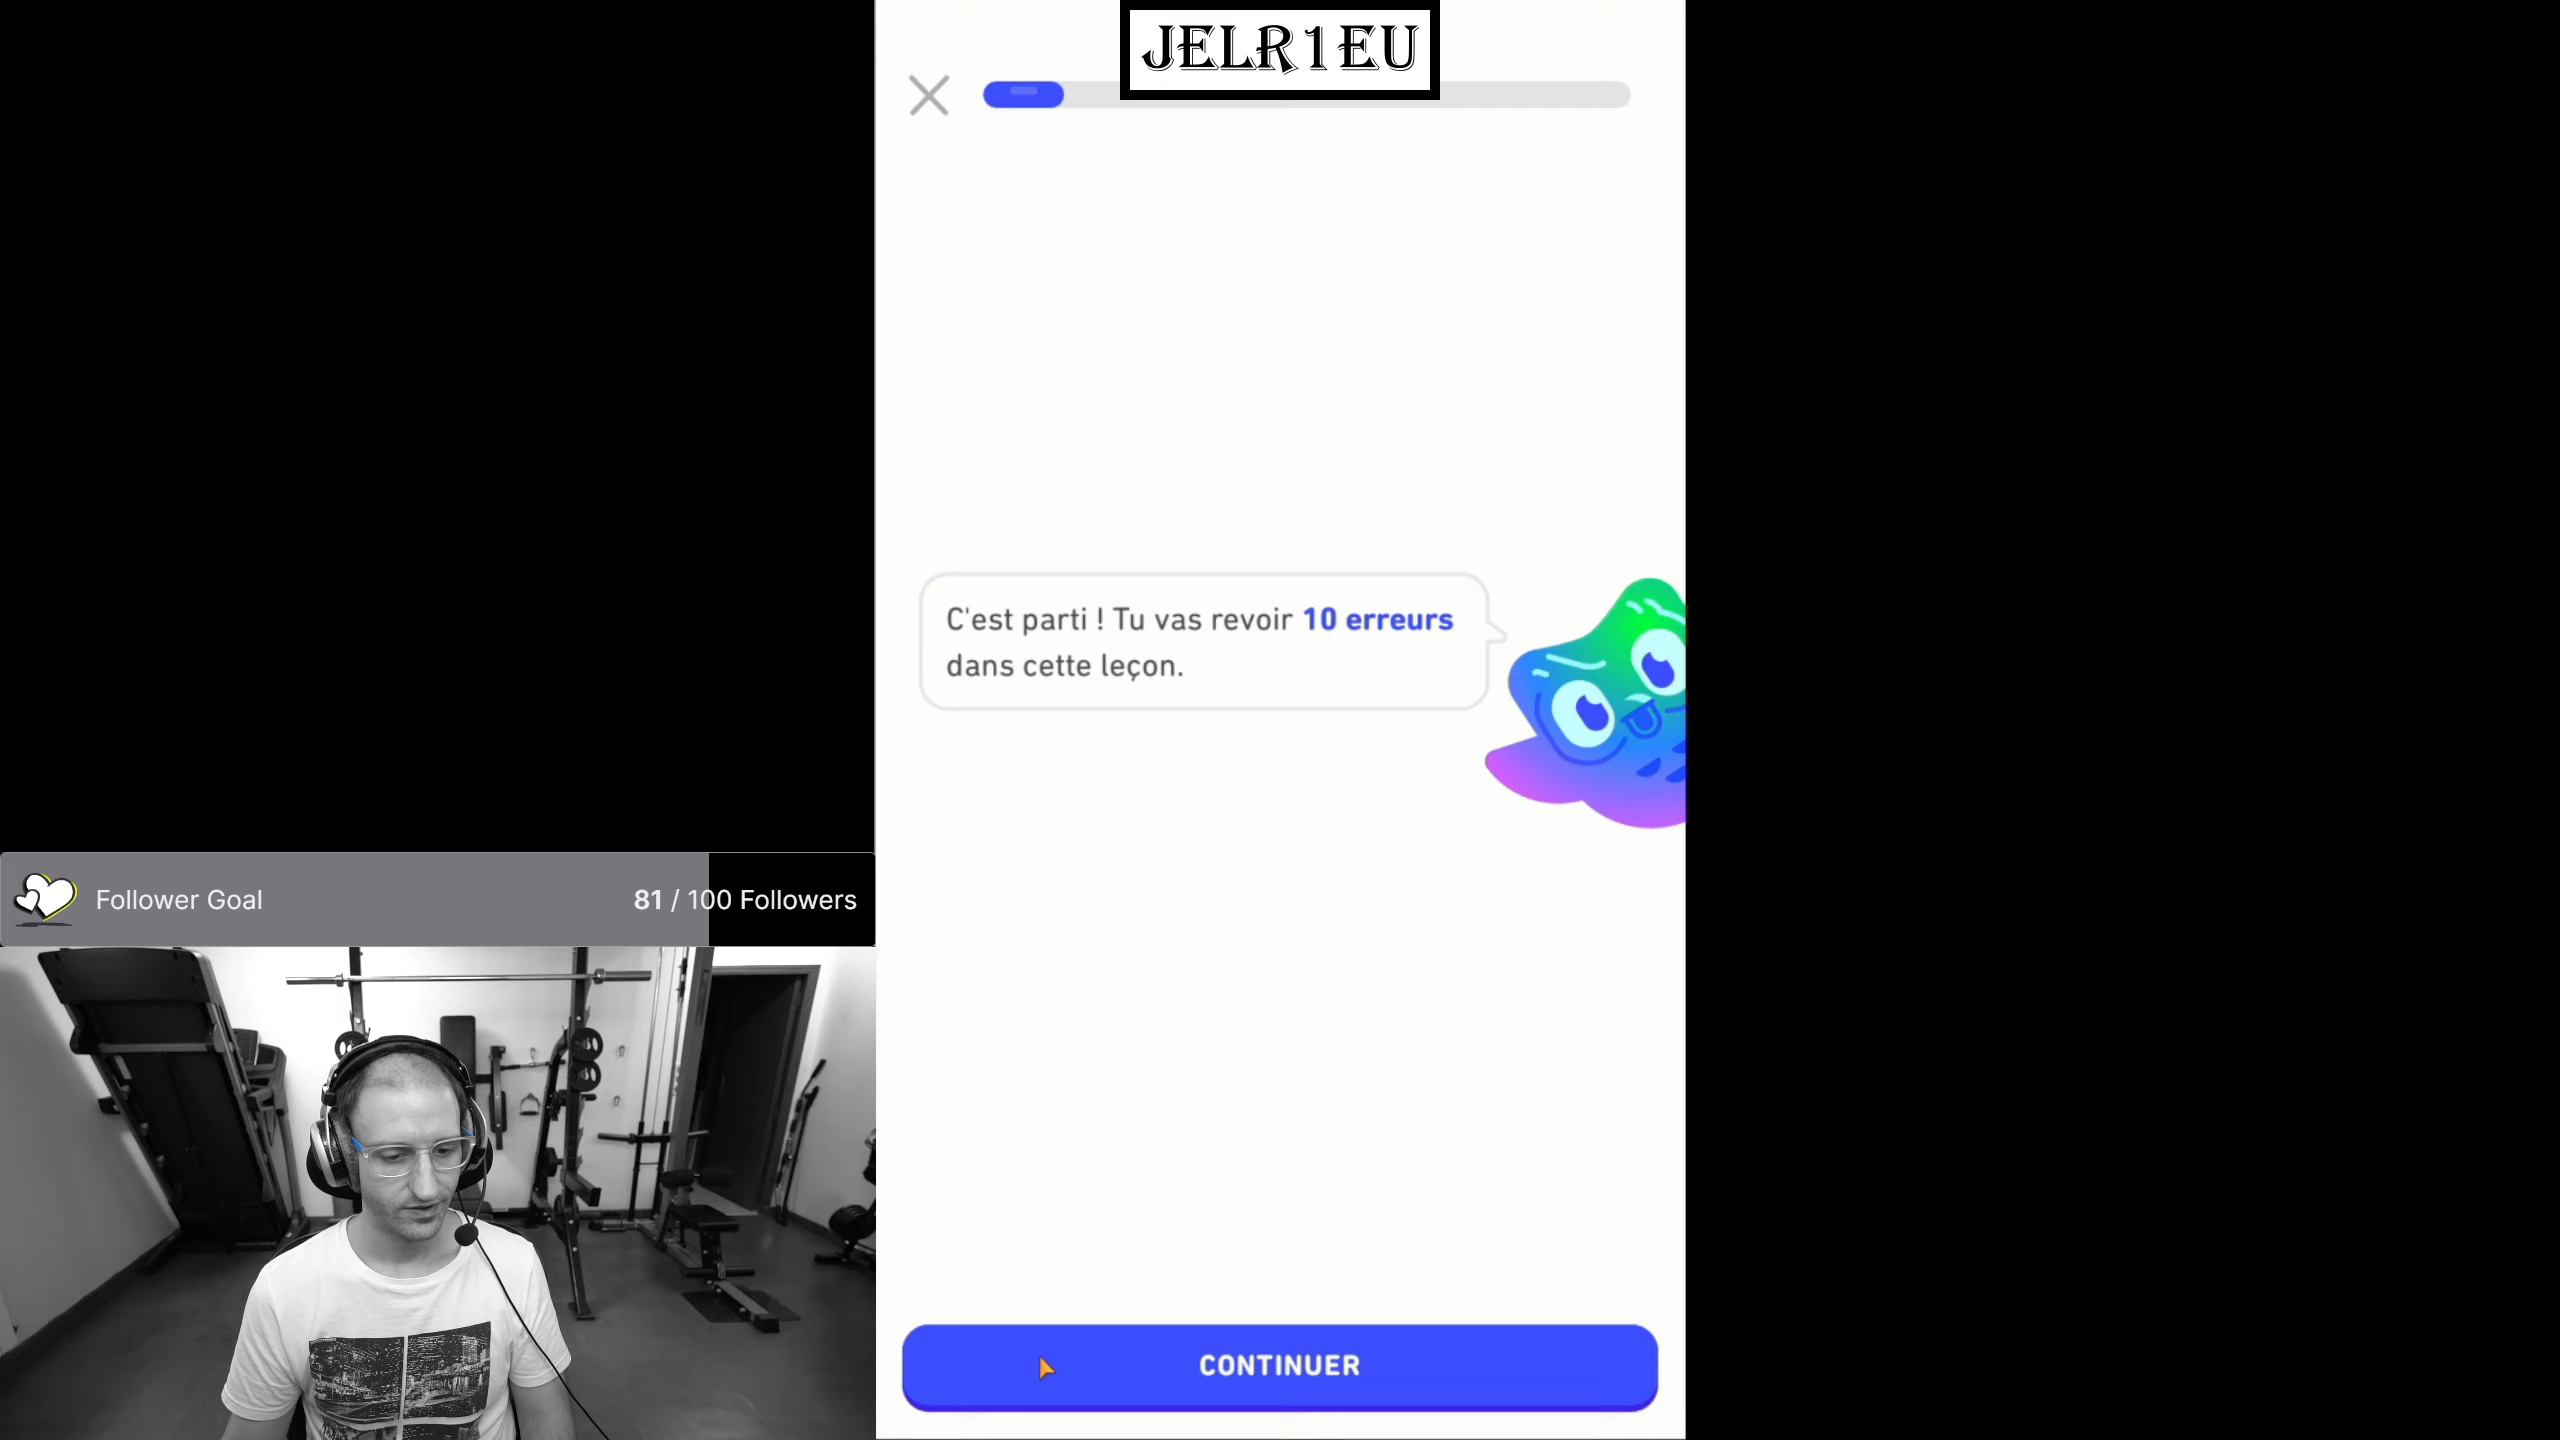 JELR1EU
C'est parti ! Tu vas revoir 10 erreurs
dans cette leçon.
Follower Goal
81 / 100 Followers
CONTINUER